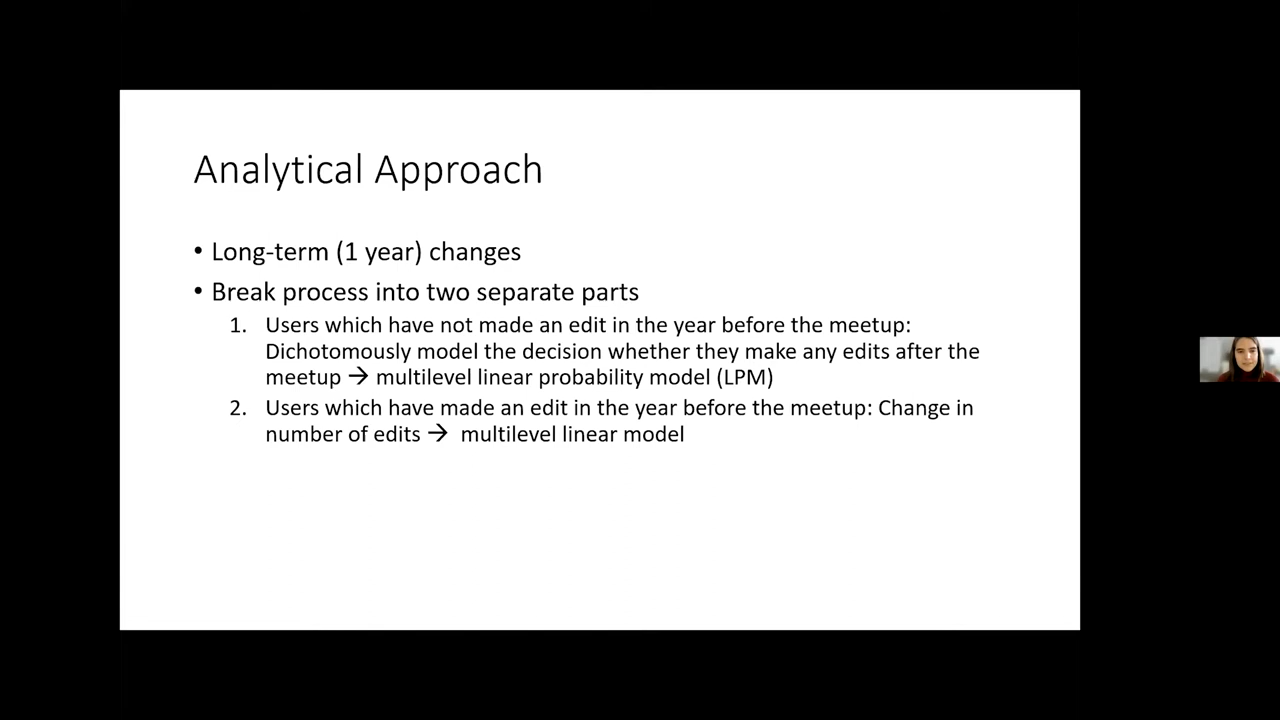 Analytical Approach
• Long-term (1 year) changes
• Break process into two separate parts
1. Users which have not made an edit in the year before the meetup:
Dichotomously model the decision whether they make any edits after the
meetup → multilevel linear probability model (LPM)
2. Users which have made an edit in the year before the meetup: Change in
number of edits → multilevel linear model